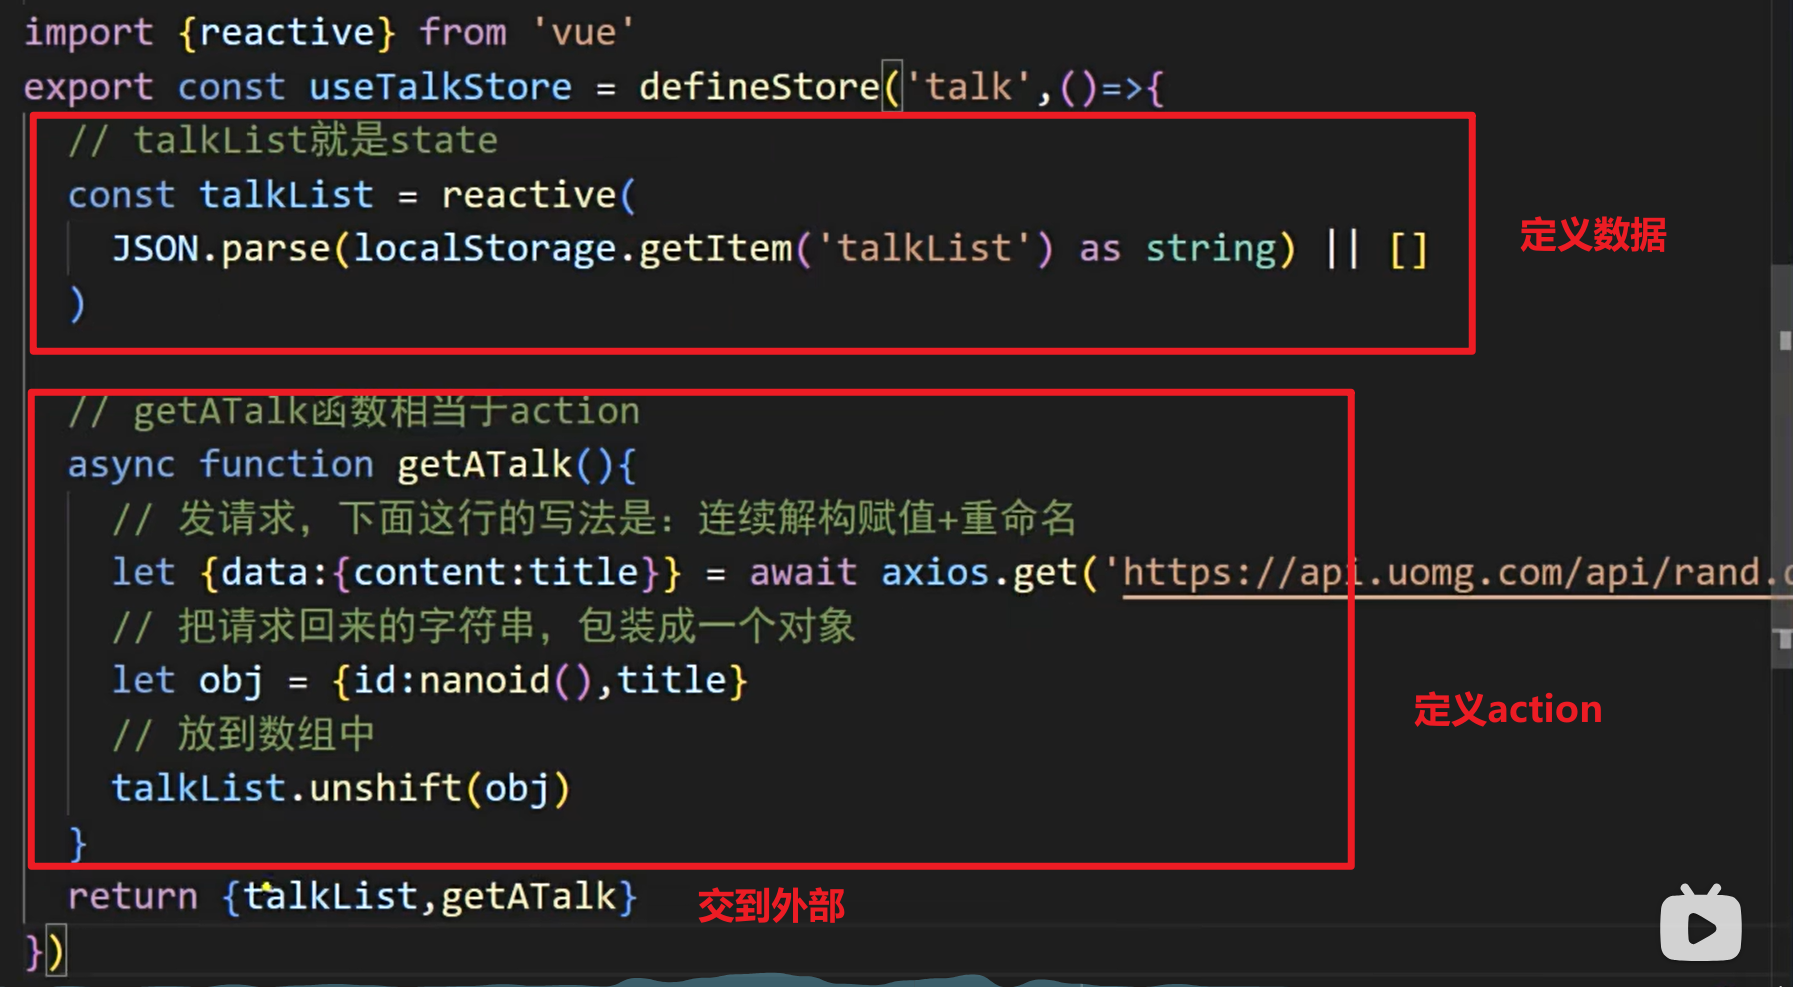 import {reactive} from 'vue'
export const useTalkStore = defineStore('talk',()=>{
// talkList就是state
const talkList = reactive(
JSON.parse(localStorage.getItem('talkList') as string) || []
)
定义数据
// getATalk函数相当于action
async function getATalk(){
// 发请求，下面这行的写法是：连续解构赋值+重命名
let {data:{content:title}} = await axios.get('https://api.uomg.com/api/rand.
// 把请求回来的字符串，包装成一个对象
let obj = {id:nanoid(),title}
// 放到数组中
talkList.unshift(obj)
}
定义action
return {talkList,getATalk}
交到外部
})